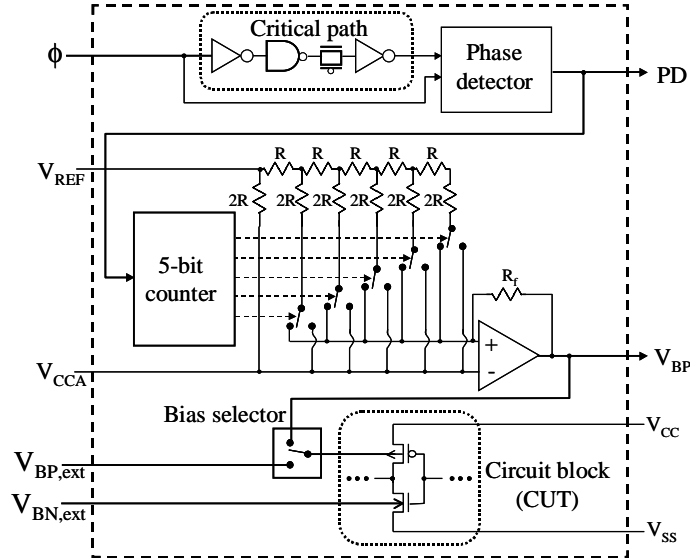 Critical path
ϕ
Phase
detector
PD
V_REF
R R R R R
2R 2R 2R 2R 2R 2R
5-bit
counter
R_f
+
-
V_CCA
V_BP
Bias selector
V_CC
V_BP,ext
Circuit block
(CUT)
V_BN,ext
V_SS